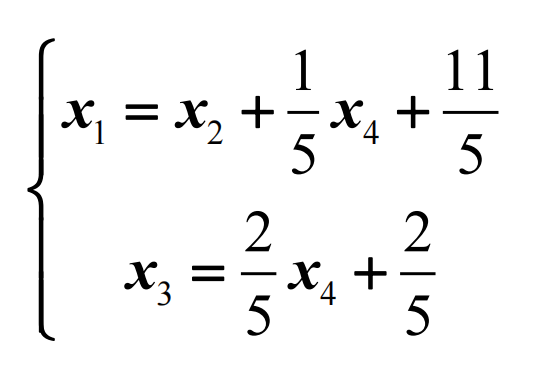 x₁ = x₂ + 1/5 x₄ + 11/5
x₃ = 2/5 x₄ + 2/5